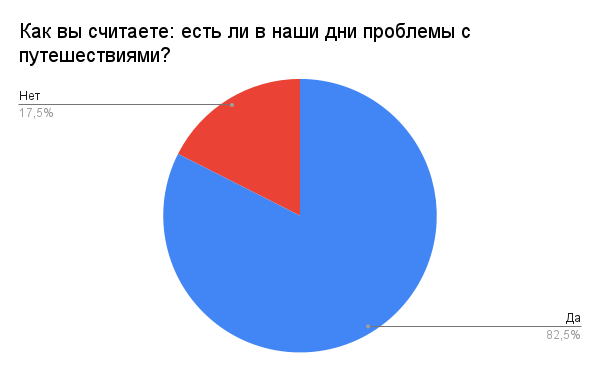 Как вы считаете: есть ли в наши дни проблемы с
путешествиями?
Нет
17,5%
Да
82,5%